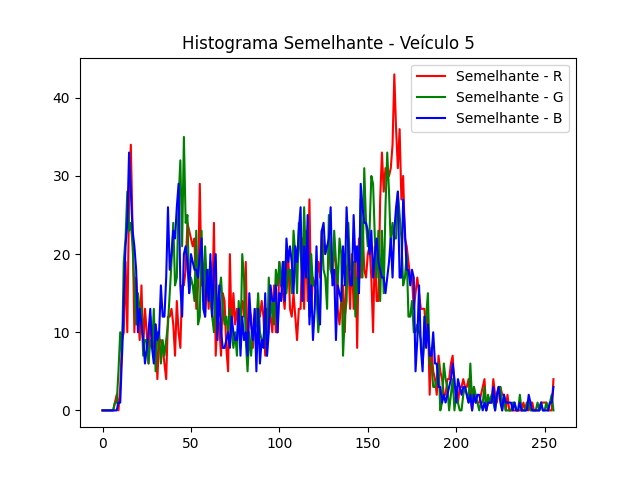 Histograma Semelhante - Veículo 5
Semelhante - R
Semelhante - G
Semelhante - B
40
30
20
10
0
0 50 100 150 200 250